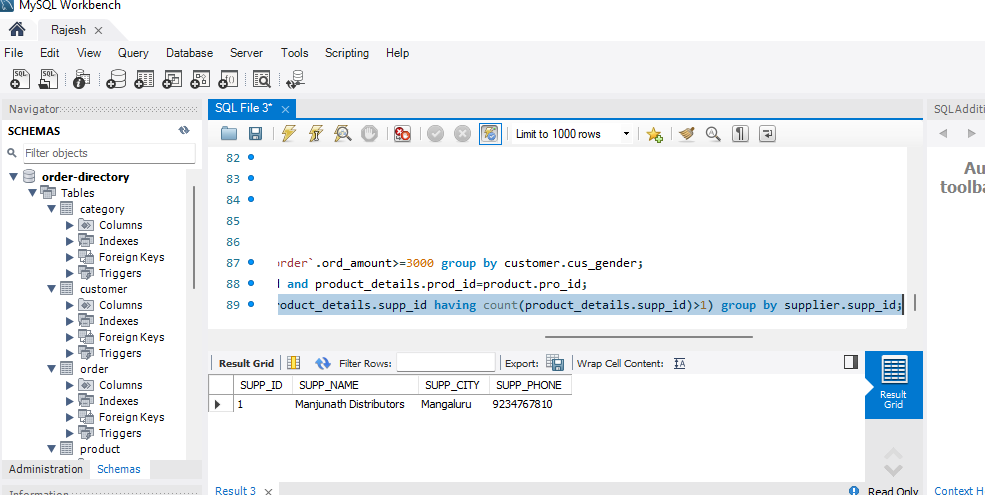 MySQL Workbench
Rajesh
File Edit View Query Database Server Tools Scripting Help
Navigator
SQL File 3*
SQLAdditi
SCHEMAS
Limit to 1000 rows
Filter objects
order-directory
Tables
category
Columns
Indexes
Foreign Keys
Triggers
customer
Columns
Indexes
Foreign Keys
Triggers
order
Columns
Indexes
Foreign Keys
Triggers
product
Administration Schemas
Information
82
83
84
85
86
87 rder`.ord_amount>=3000 group by customer.cus_gender;
88 and product_details.prod_id=product.pro_id;
89 roduct_details.supp_id having count(product_details.supp_id)>1) group by supplier.supp_id;
Result Grid Filter Rows: Export: Wrap Cell Content:
SUPP_ID SUPP_NAME SUPP_CITY SUPP_PHONE
1 Manjunath Distributors Mangaluru 9234767810
Result
Grid
Result 3
Read Only
Au
toolba
Context H